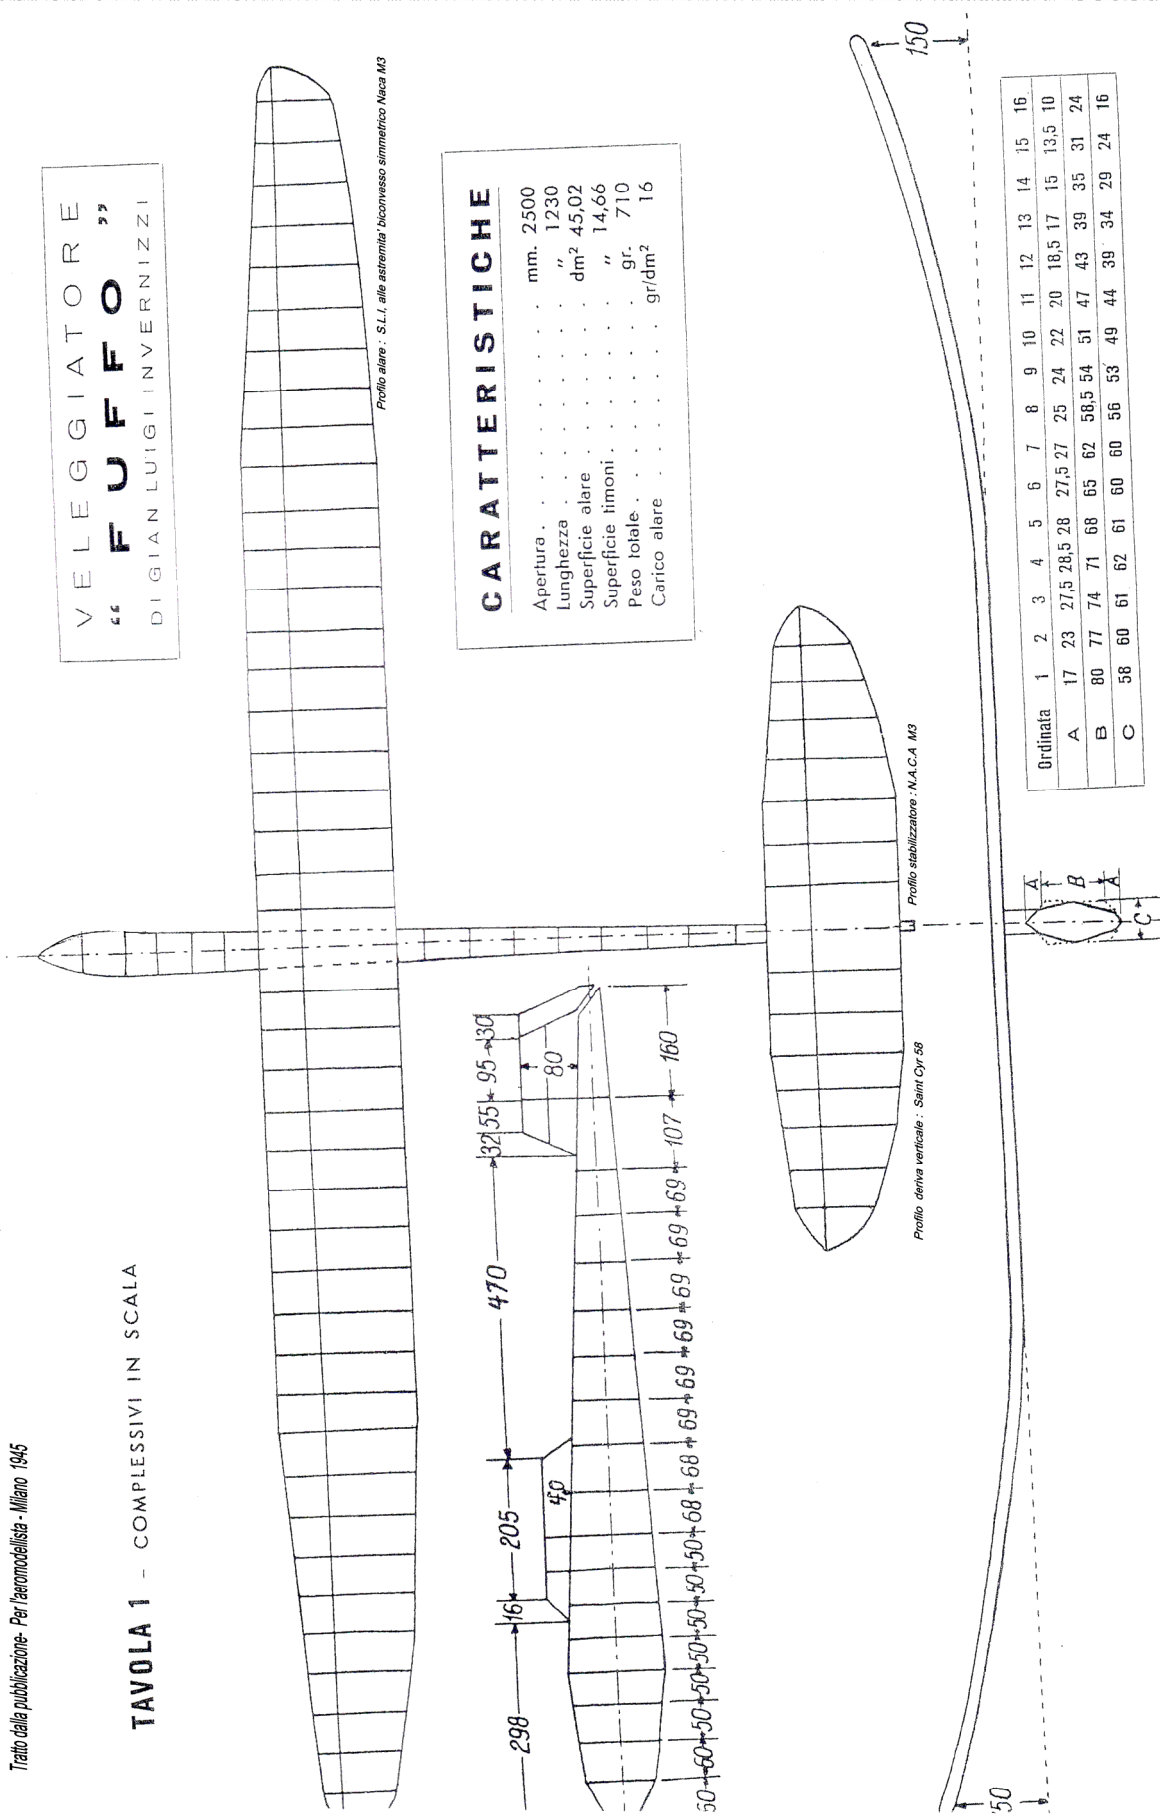 Tratto dalla pubblicazione- Per l'aeromodellista - Milano 1945
TAVOLA 1 - COMPLESSIVI IN SCALA
VELEGGIATORE
“ FUFFO ”
DI GIAN LUIGI INVERNIZZI
Profilo alare : S.L.I, alle astremita' biconvesso simmetrico Naca M3
CARATTERISTICHE
Apertura . . . . . . . . mm. 2500
Lunghezza . . . . . . . „ 1230
Superficie alare . . . . . dm² 45,02
Superficie timoni . . . . . „ 14,66
Peso totale . . . . . . . gr. 710
Carico alare . . . . . . gr/dm² 16
298 16 205 470 32 55 95 30
40
80
60 60 50 50 50 50 50 50 68 68 69 69 69 69 69 69 107 160
Profilo deriva verticale : Saint Cyr 58
Profilo stabilizzatore : N.A.C.A M3
150
A
B
A
C
Ordinata 1 2 3 4 5 6 7 8 9 10 11 12 13 14 15 16
A 17 23 27,5 28,5 28 27,5 27 25 24 22 20 18,5 17 15 13,5 10
B 80 77 74 71 68 65 62 58,5 54 51 47 43 39 35 31 24
C 58 60 61 62 61 60 60 56 53 49 44 39 34 29 24 16